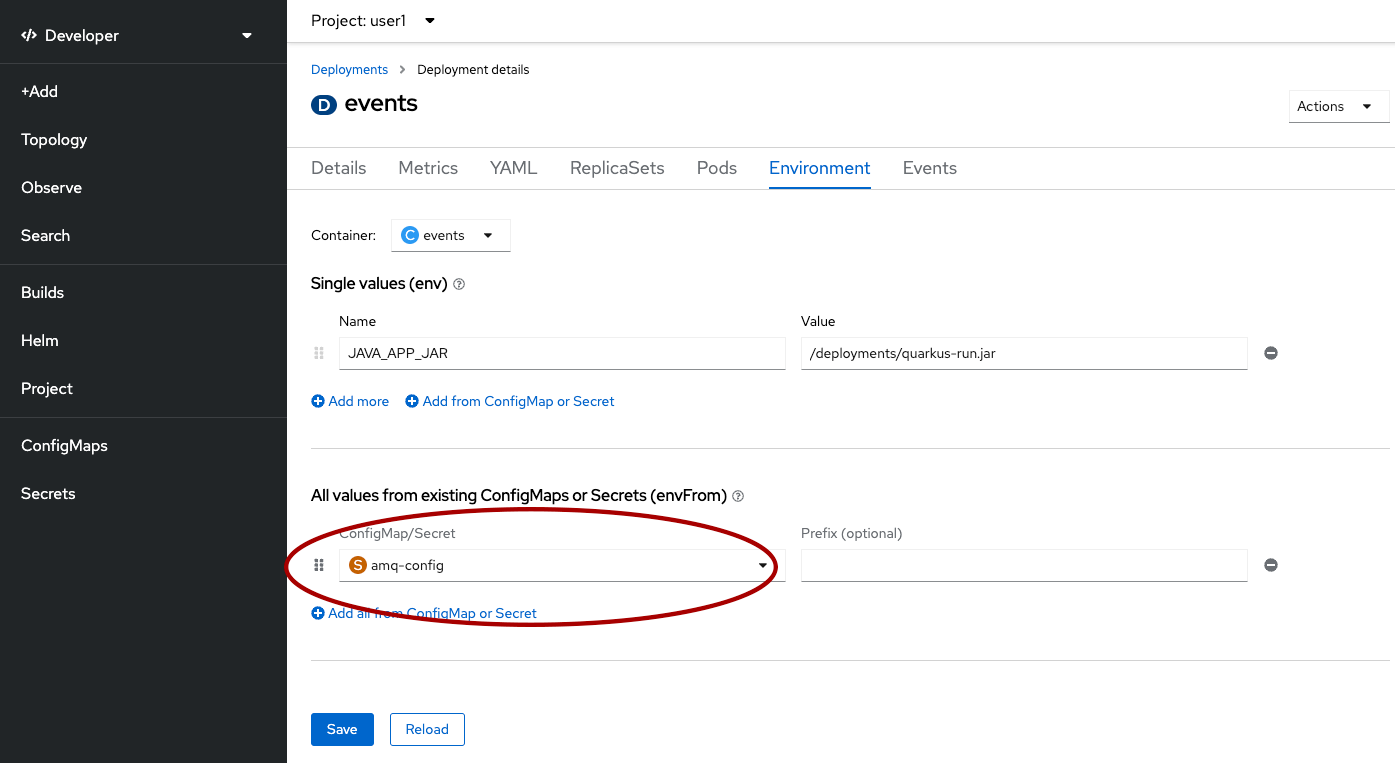 Developer
Project: user1
+Add
Topology
Observe
Search
Builds
Helm
Project
ConfigMaps
Secrets
Deployments > Deployment details
D events
Actions
Details Metrics YAML ReplicaSets Pods Environment Events
Container: C events
Single values (env) ?
Name Value
JAVA_APP_JAR /deployments/quarkus-run.jar
Add more Add from ConfigMap or Secret
All values from existing ConfigMaps or Secrets (envFrom) ?
ConfigMap/Secret Prefix (optional)
S amq-config
Add all from ConfigMap or Secret
Save Reload